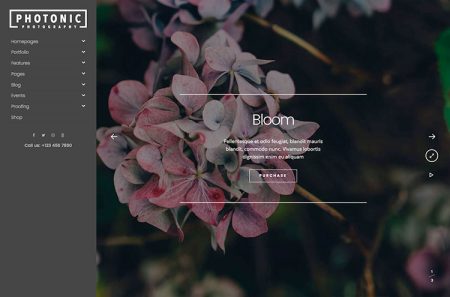 PHOTONIC
PHOTOGRAPHY
Homepages
Portfolio
Features
Pages
Blog
Events
Proofing
Shop
Call us: +123 456 7890
Bloom
Pellentesque et odio feugiat, blandit mauris
blandit, commodo nunc. Vivamus lobortis
dignissim enim eu aliquam
PURCHASE
1
3